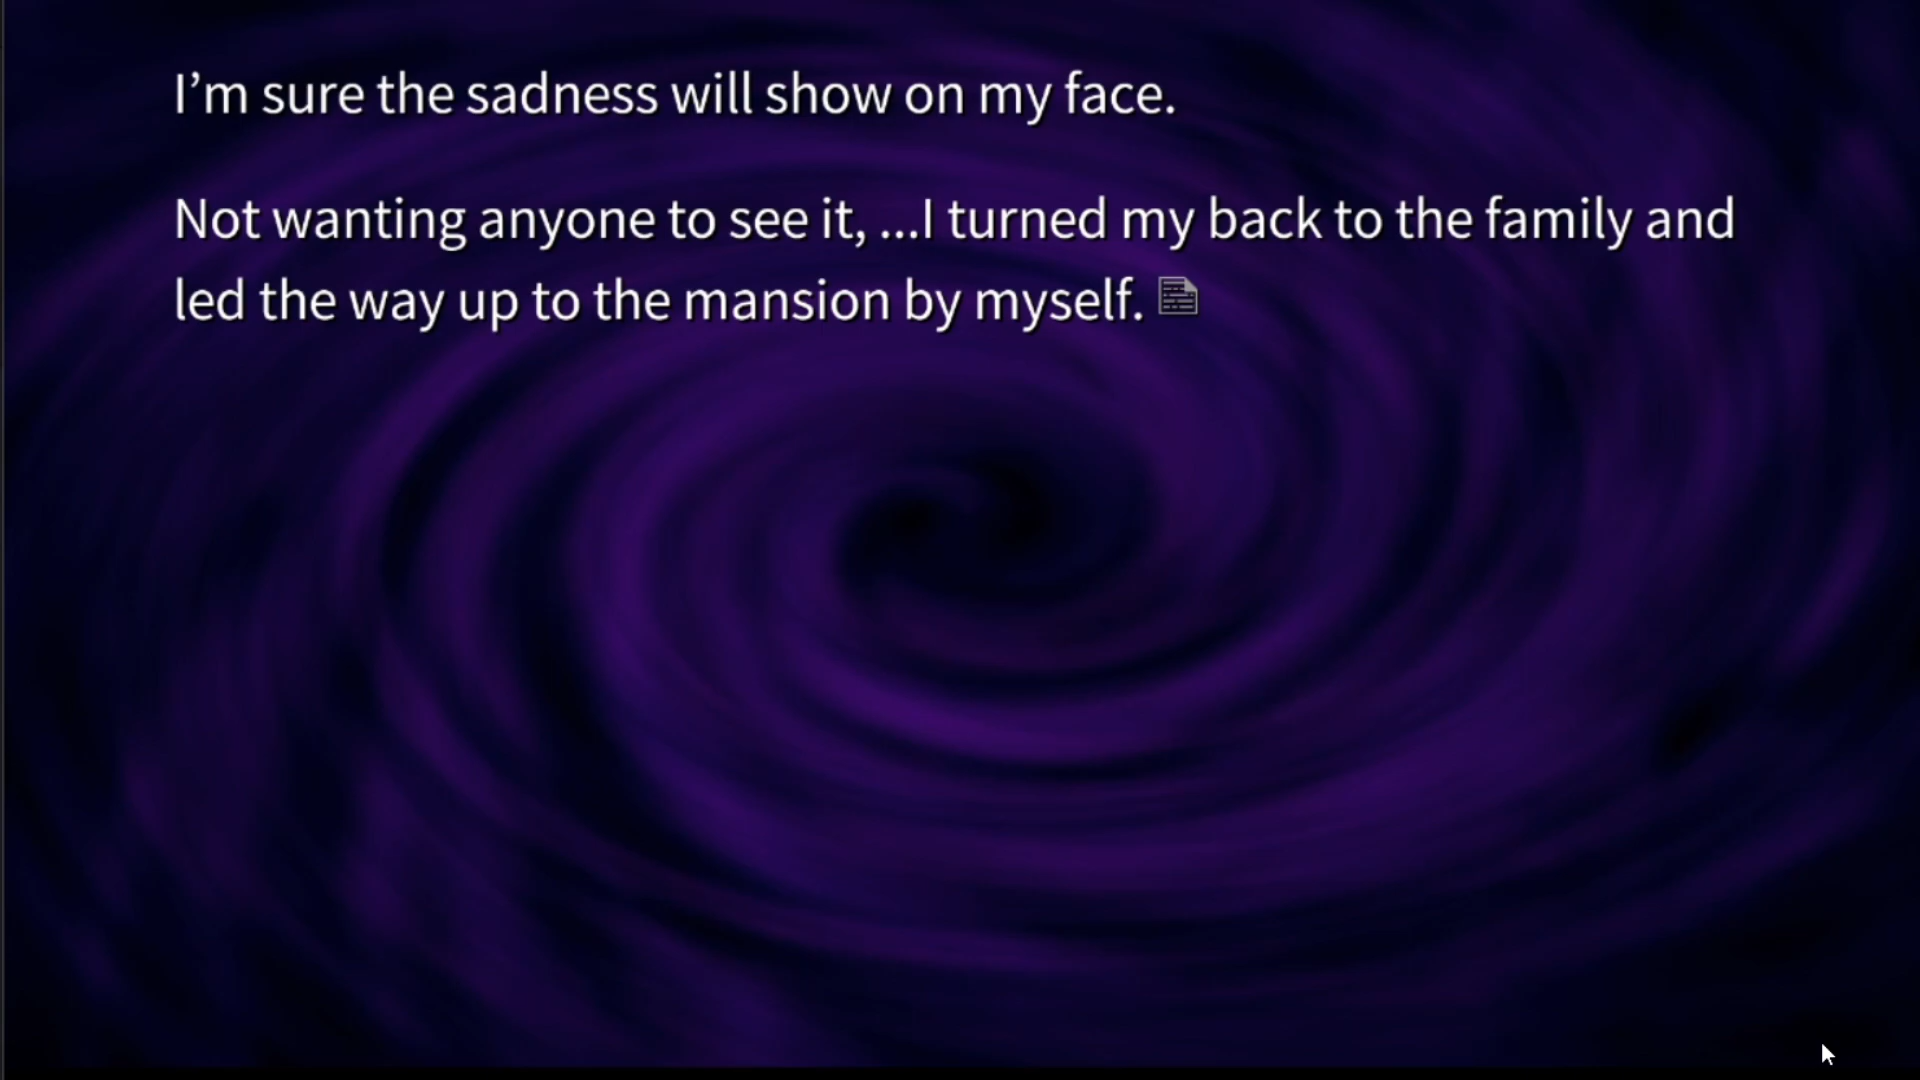 I’m sure the sadness will show on my face.
Not wanting anyone to see it, ...I turned my back to the family and
led the way up to the mansion by myself.